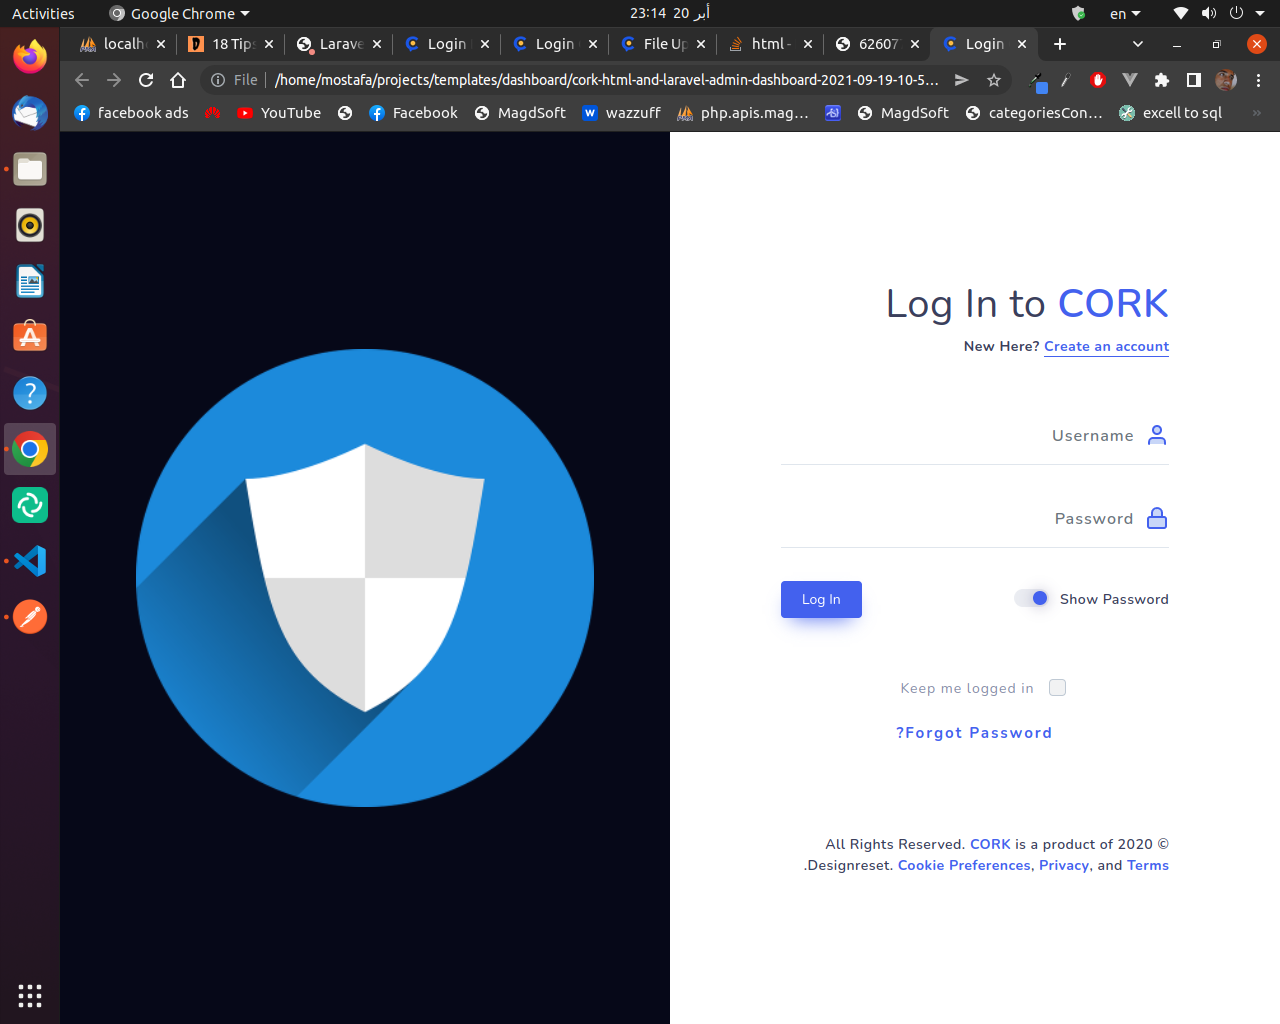 Activities
Google Chrome
23:14 20 أبر
en
localh
18 Tips
Larave
Login
Login
File Up
html -
62607
Login
File
/home/mostafa/projects/templates/dashboard/cork-html-and-laravel-admin-dashboard-2021-09-19-10-5...
facebook ads
YouTube
Facebook
MagdSoft
wazzuff
php.apis.mag...
MagdSoft
categoriesCon...
excell to sql
»
Log In to CORK
New Here? Create an account
Username
Password
Log In
Show Password
Keep me logged in
?Forgot Password
All Rights Reserved. CORK is a product of 2020 ©
.Designreset. Cookie Preferences, Privacy, and Terms